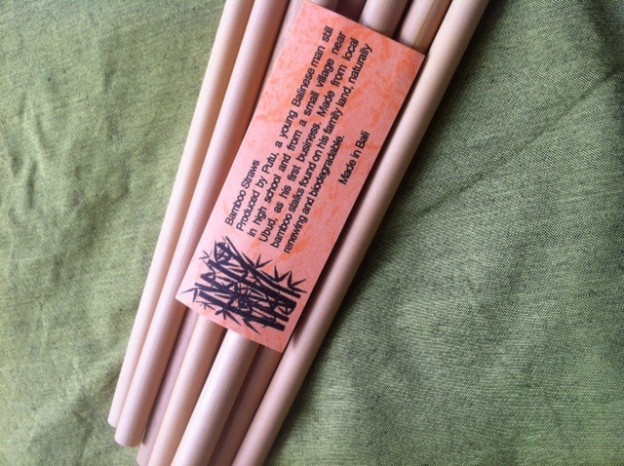 Bamboo Straws
Produced by Putu, a young Balinese man still
in high school and from a small village near
Ubud, as his first business. Made from local
bamboo stalks found on his family land, naturally
renewing and biodegradable.
Made in Bali